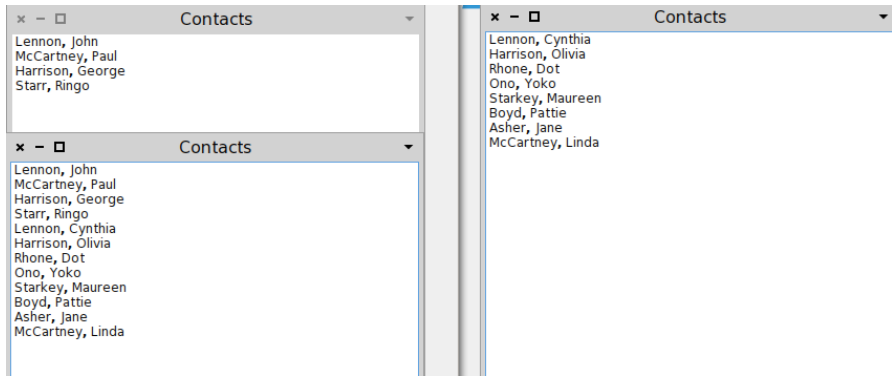 Contacts
Lennon, John
McCartney, Paul
Harrison, George
Starr, Ringo
Contacts
Lennon, John
McCartney, Paul
Harrison, George
Starr, Ringo
Lennon, Cynthia
Harrison, Olivia
Rhone, Dot
Ono, Yoko
Starkey, Maureen
Boyd, Pattie
Asher, Jane
McCartney, Linda
Contacts
Lennon, Cynthia
Harrison, Olivia
Rhone, Dot
Ono, Yoko
Starkey, Maureen
Boyd, Pattie
Asher, Jane
McCartney, Linda